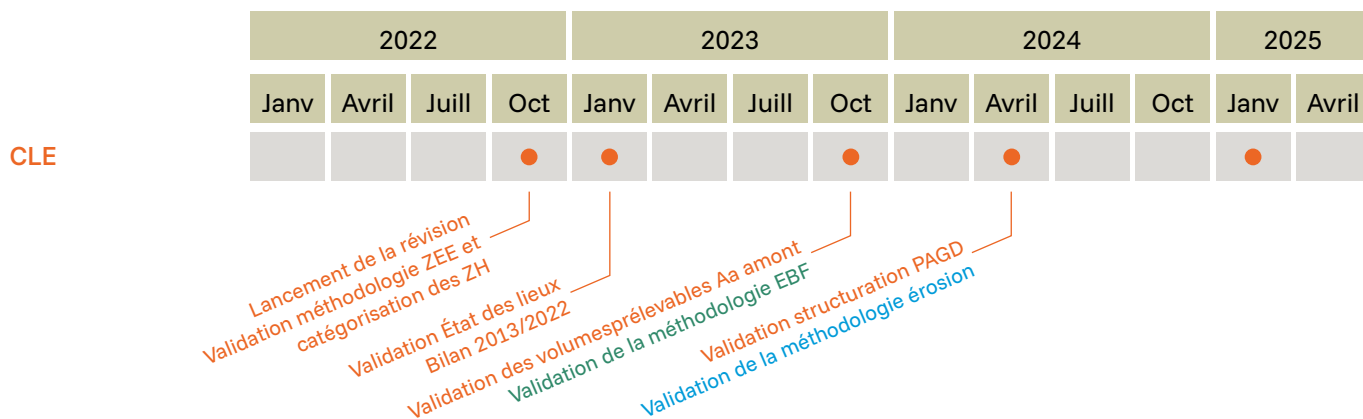 2022 2023 2024 2025
Janv Avril Juill Oct Janv Avril Juill Oct Janv Avril Juill Oct Janv Avril
CLE
Lancement de la révision
Validation méthodologie ZEE et
catégorisation des ZH
Validation État des lieux
Bilan 2013/2022
Validation des volumesprélevables Aa amont
Validation de la méthodologie EBF
Validation structuration PAGD
Validation de la méthodologie érosion